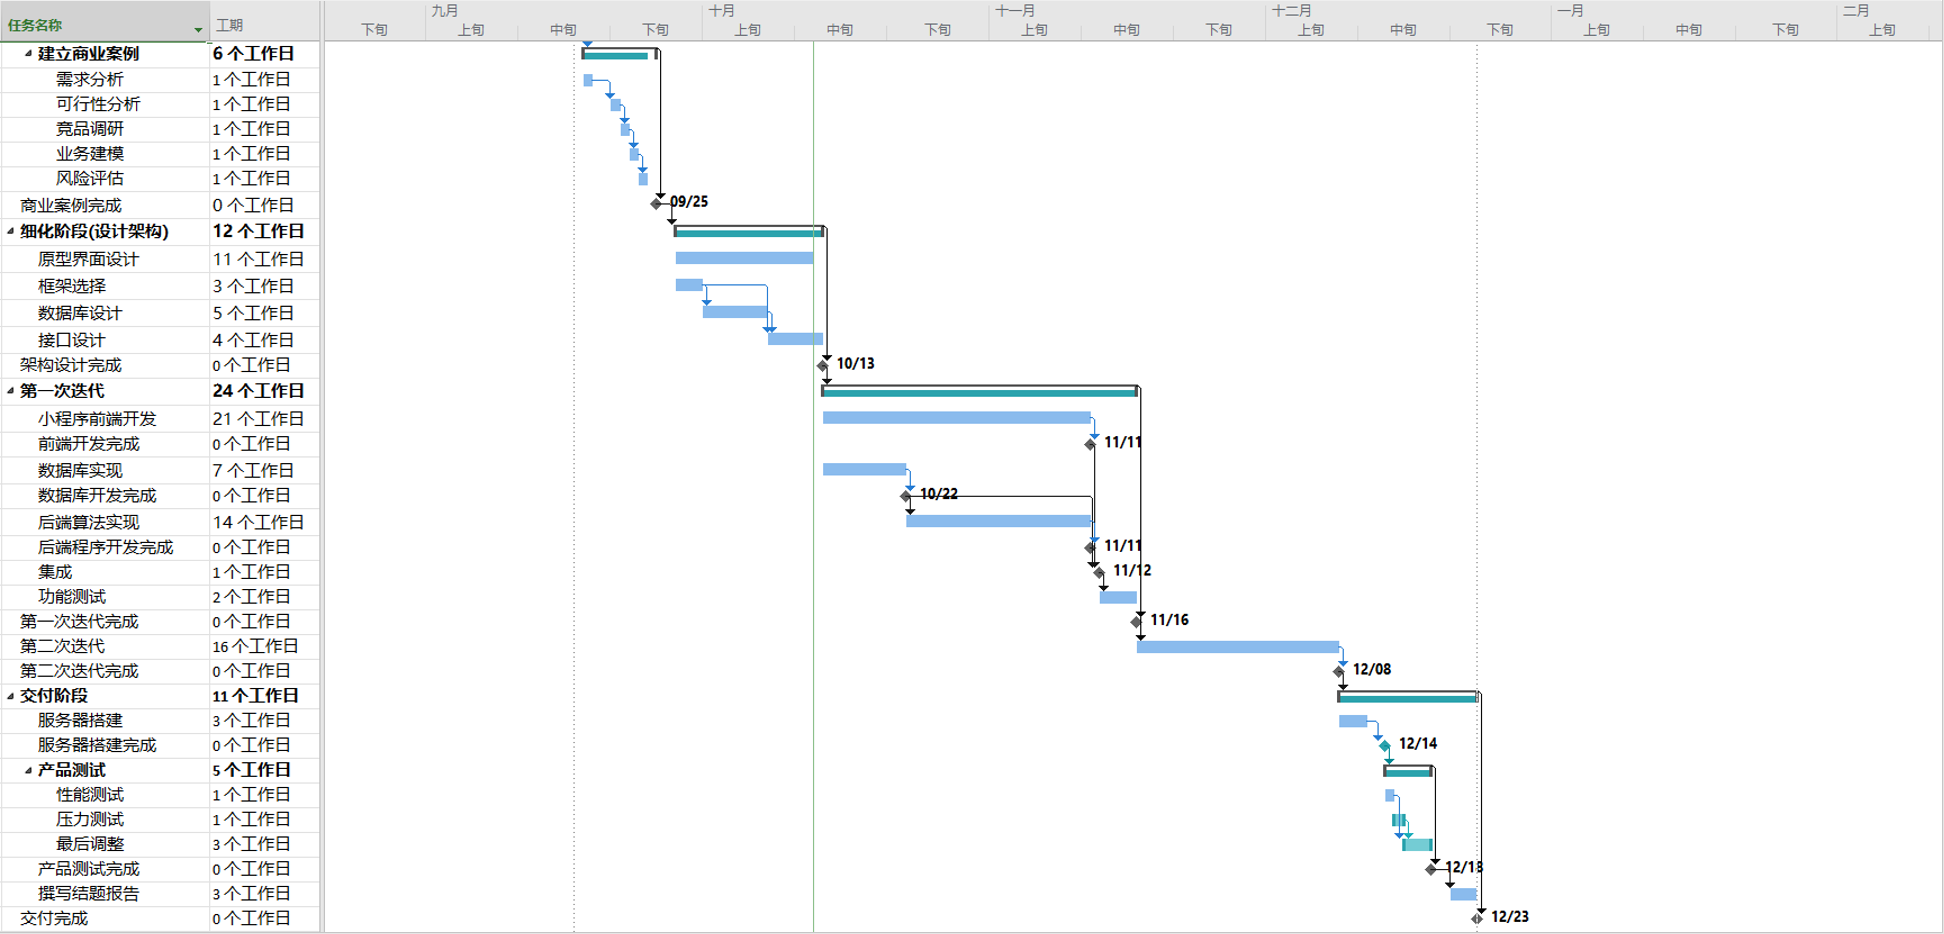 任务名称 工期
九月 十月 十一月 十二月 一月 二月
下旬 上旬 中旬 下旬 上旬 中旬 下旬 上旬 中旬 下旬 上旬 中旬 下旬 上旬 中旬 下旬 上旬
建立商业案例 6 个工作日
需求分析 1 个工作日
可行性分析 1 个工作日
竞品调研 1 个工作日
业务建模 1 个工作日
风险评估 1 个工作日
商业案例完成 0 个工作日 09/25
细化阶段(设计架构) 12 个工作日
原型界面设计 11 个工作日
框架选择 3 个工作日
数据库设计 5 个工作日
接口设计 4 个工作日
架构设计完成 0 个工作日 10/13
第一次迭代 24 个工作日
小程序前端开发 21 个工作日
前端开发完成 0 个工作日 11/11
数据库实现 7 个工作日
数据库开发完成 0 个工作日 10/22
后端算法实现 14 个工作日
后端程序开发完成 0 个工作日 11/11
集成 1 个工作日 11/12
功能测试 2 个工作日
第一次迭代完成 0 个工作日 11/16
第二次迭代 16 个工作日
第二次迭代完成 0 个工作日 12/08
交付阶段 11 个工作日
服务器搭建 3 个工作日
服务器搭建完成 0 个工作日 12/14
产品测试 5 个工作日
性能测试 1 个工作日
压力测试 1 个工作日
最后调整 3 个工作日
产品测试完成 0 个工作日 12/18
撰写结题报告 3 个工作日
交付完成 0 个工作日 12/23